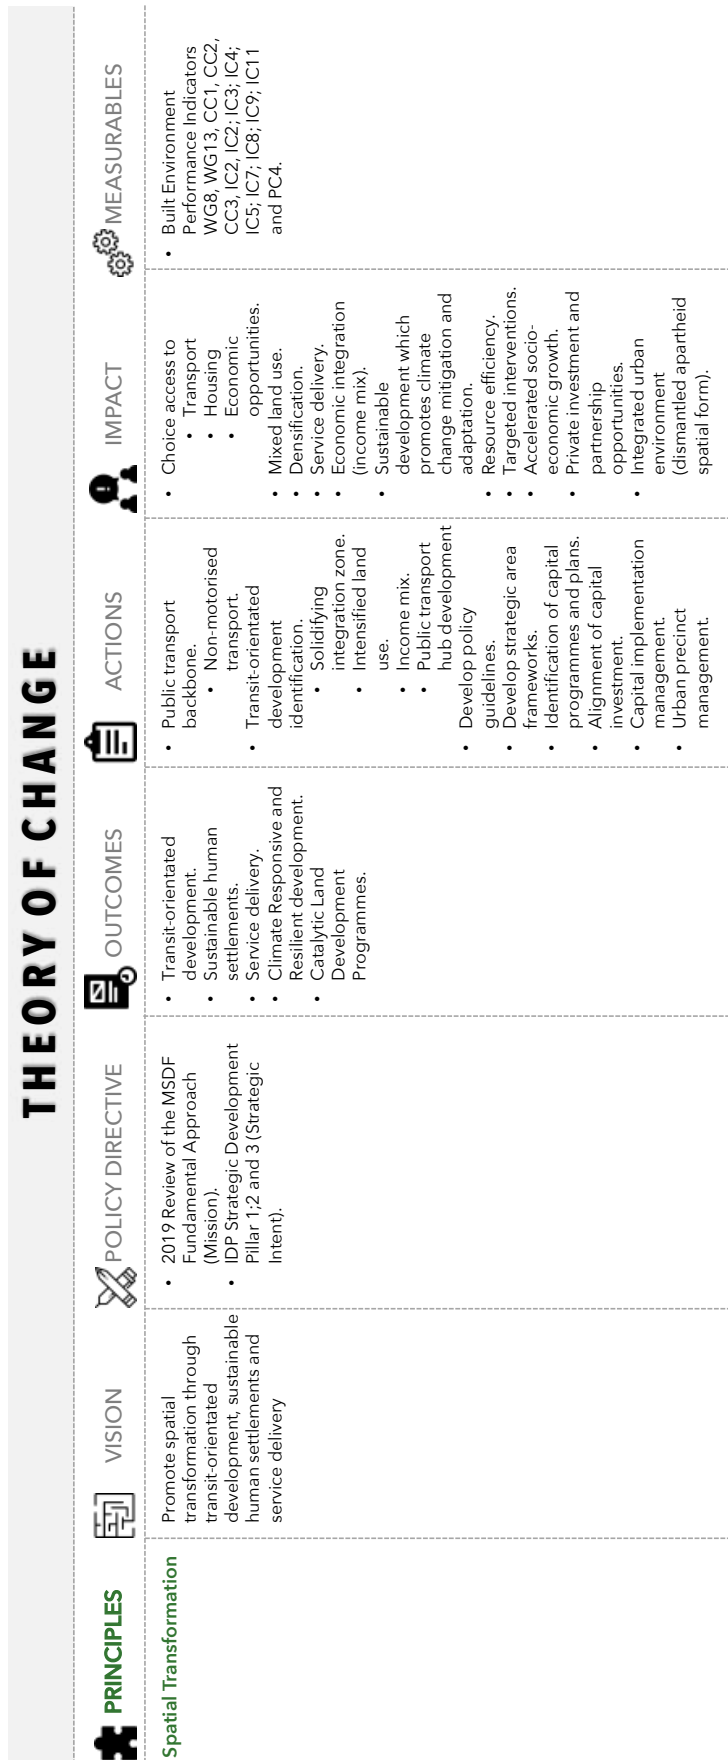 THEORY OF CHANGE
PRINCIPLES
VISION
POLICY DIRECTIVE
OUTCOMES
ACTIONS
IMPACT
MEASURABLES
Spatial Transformation
Promote spatial
transformation through
transit-orientated
development, sustainable
human settlements and
service delivery
• 2019 Review of the MSDF
Fundamental Approach
(Mission).
• IDP Strategic Development
Pillar 1;2 and 3 (Strategic
Intent).
• Transit-orientated
development.
• Sustainable human
settlements.
• Service delivery.
• Climate Responsive and
Resilient development.
• Catalytic Land
Development
Programmes.
• Public transport
backbone.
• Non-motorised
transport.
• Transit-orientated
development
identification.
• Solidifying
integration zone.
• Intensified land
use.
• Income mix.
• Public transport
hub development
• Develop policy
guidelines.
• Develop strategic area
frameworks.
• Identification of capital
programmes and plans.
• Alignment of capital
investment.
• Capital implementation
management.
• Urban precinct
management.
• Choice access to
• Transport
• Housing
• Economic
opportunities.
• Mixed land use.
• Densification.
• Service delivery.
• Economic integration
(income mix).
• Sustainable
development which
promotes climate
change mitigation and
adaptation.
• Resource efficiency.
• Targeted interventions.
• Accelerated socio-
economic growth.
• Private investment and
partnership
opportunities.
• Integrated urban
environment
(dismantled apartheid
spatial form).
• Built Environment
Performance Indicators
WG8, WG13, CC1, CC2,
CC3, IC2, IC2; IC3; IC4;
IC5; IC7; IC8; IC9; IC11
and PC4.